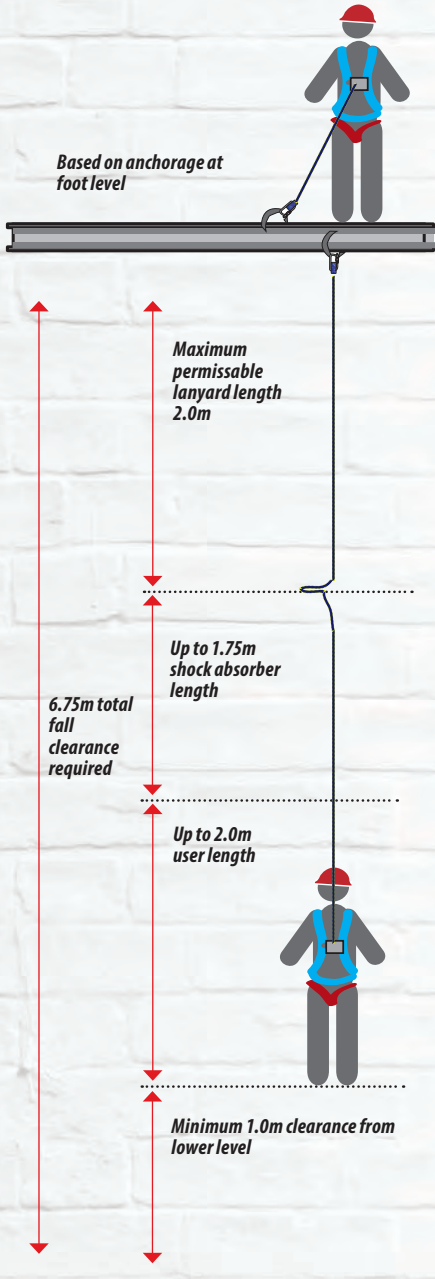 Based on anchorage at
foot level
Maximum
permissable
lanyard length
2.0m
Up to 1.75m
shock absorber
length
6.75m total
fall
clearance
required
Up to 2.0m
user length
Minimum 1.0m clearance from
lower level